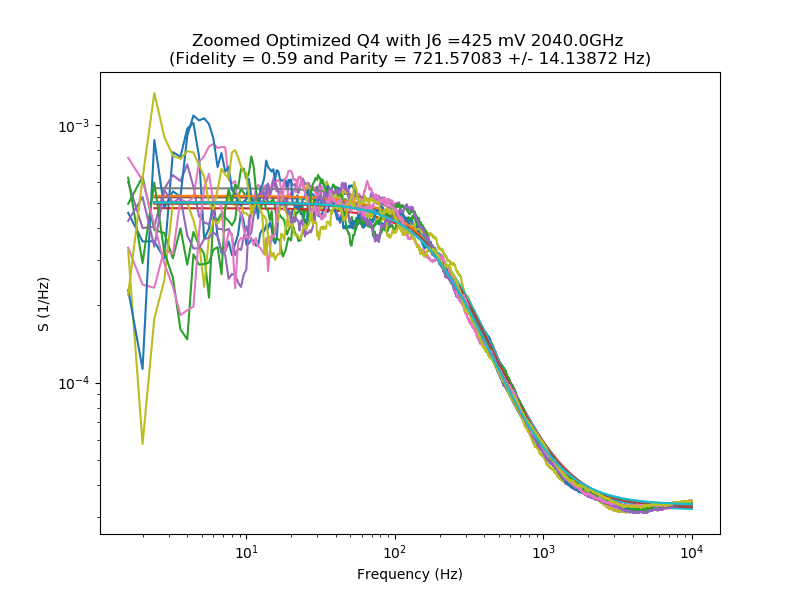 Zoomed Optimized Q4 with J6 =425 mV 2040.0GHz
(Fidelity = 0.59 and Parity = 721.57083 +/- 14.13872 Hz)
10⁻³
S (1/Hz)
10⁻⁴
10¹ 10² 10³ 10⁴
Frequency (Hz)